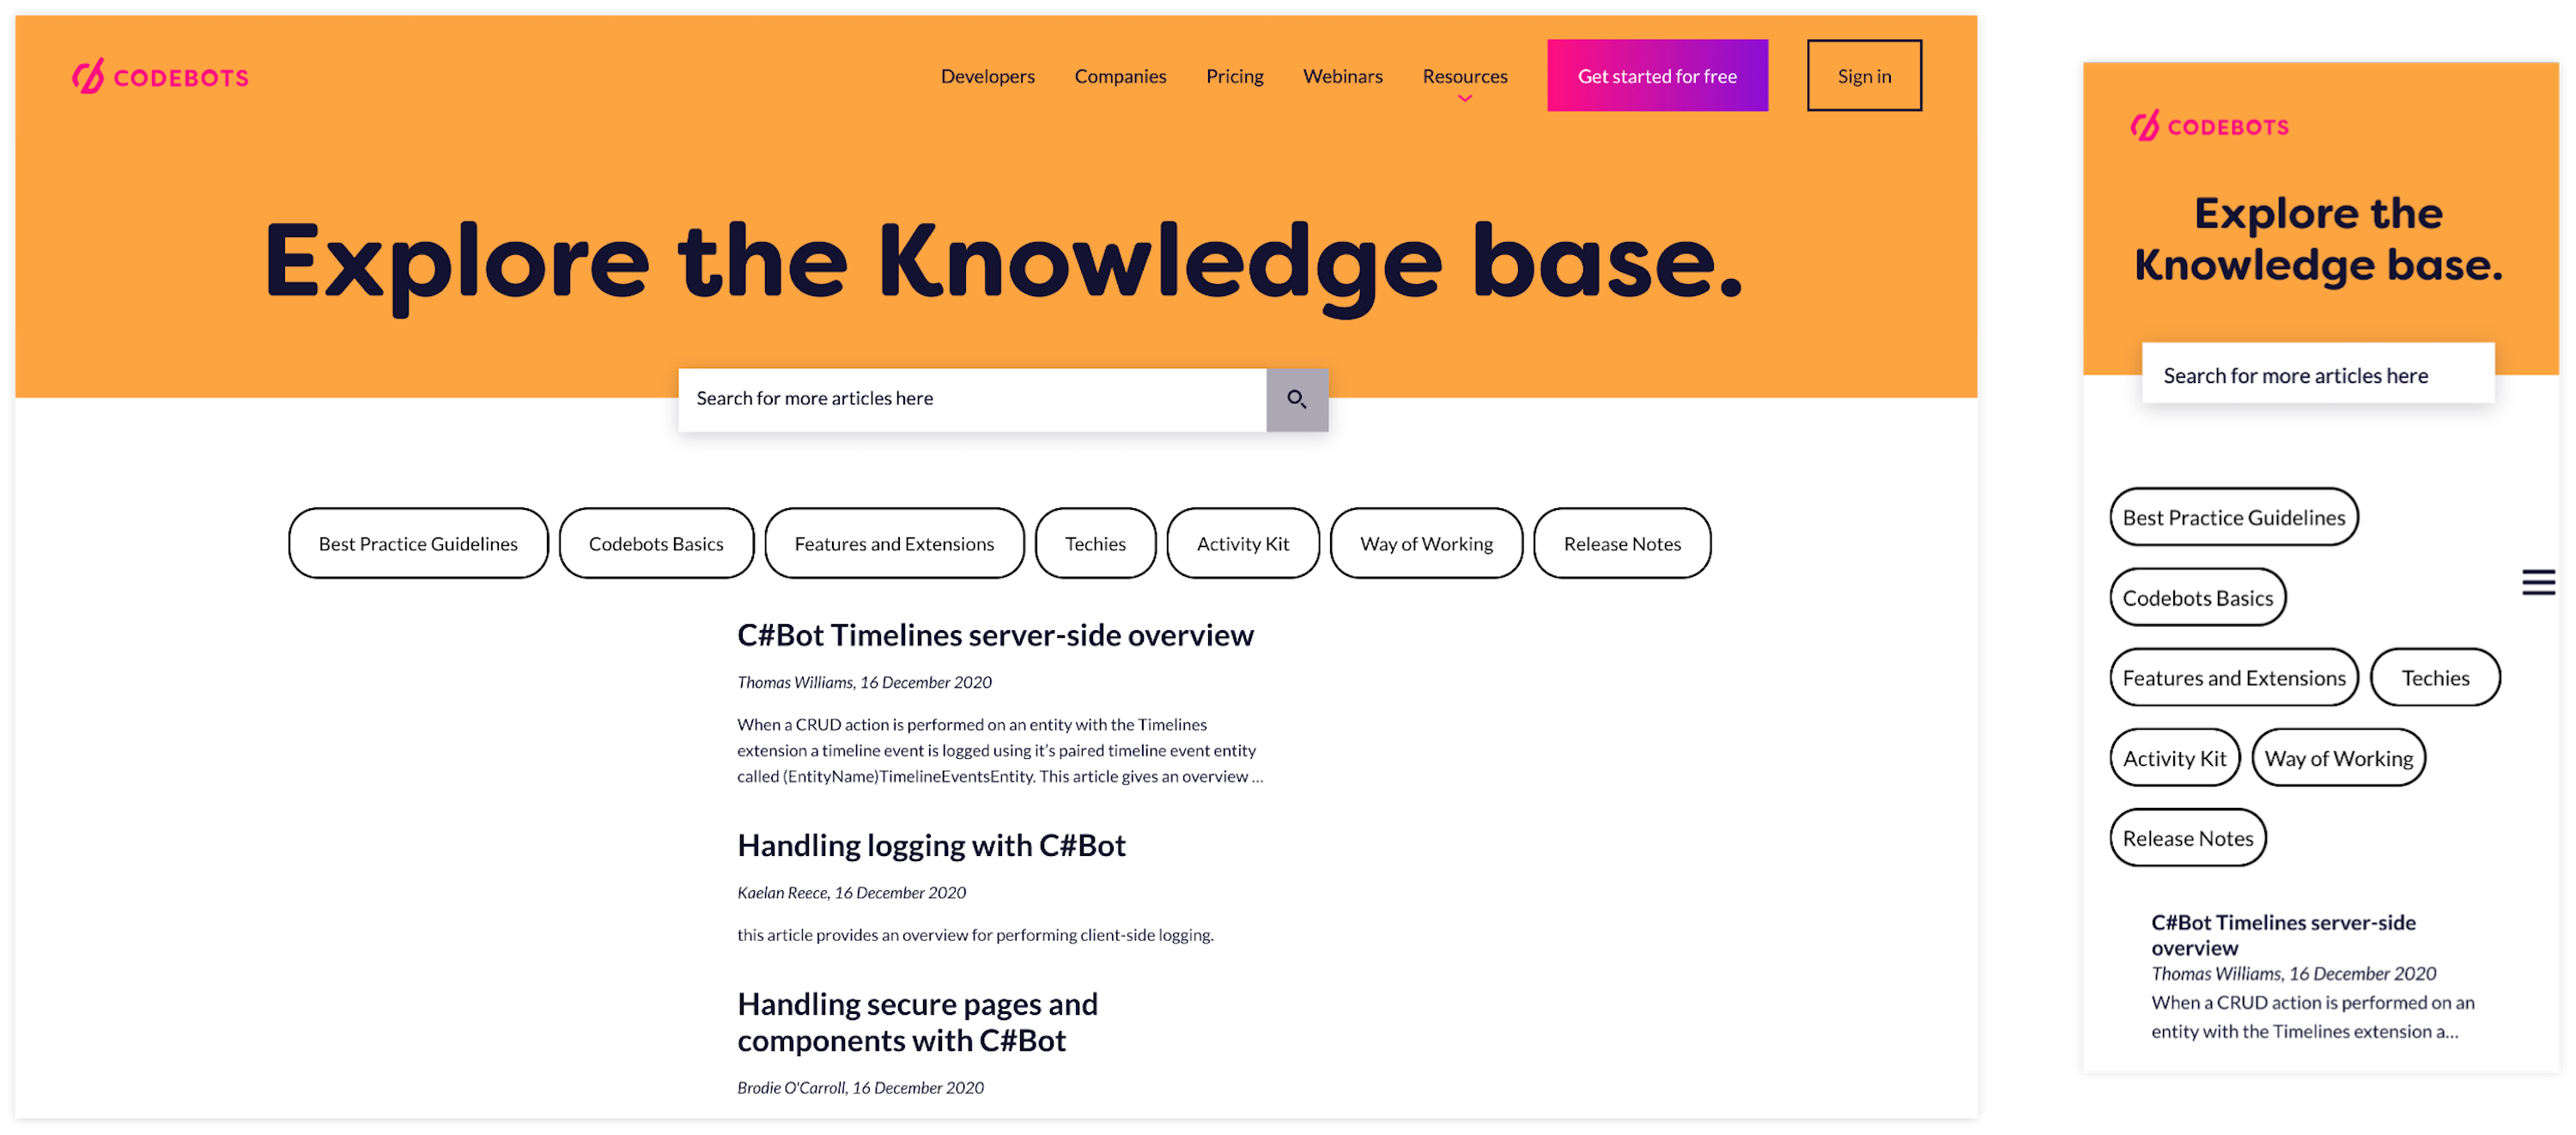 CODEBOTS
Developers Companies Pricing Webinars Resources Get started for free Sign in
Explore the Knowledge base.
Search for more articles here
Best Practice Guidelines Codebots Basics Features and Extensions Techies Activity Kit Way of Working Release Notes
C#Bot Timelines server-side overview
Thomas Williams, 16 December 2020
When a CRUD action is performed on an entity with the Timelines
extension a timeline event is logged using it's paired timeline event entity
called (EntityName)TimelineEventsEntity. This article gives an overview ...
Handling logging with C#Bot
Kaelan Reece, 16 December 2020
this article provides an overview for performing client-side logging.
Handling secure pages and
components with C#Bot
Brodie O'Carroll, 16 December 2020
CODEBOTS
Explore the
Knowledge base.
Search for more articles here
Best Practice Guidelines
Codebots Basics
Features and Extensions Techies
Activity Kit Way of Working
Release Notes
C#Bot Timelines server-side
overview
Thomas Williams, 16 December 2020
When a CRUD action is performed on an
entity with the Timelines extension a...